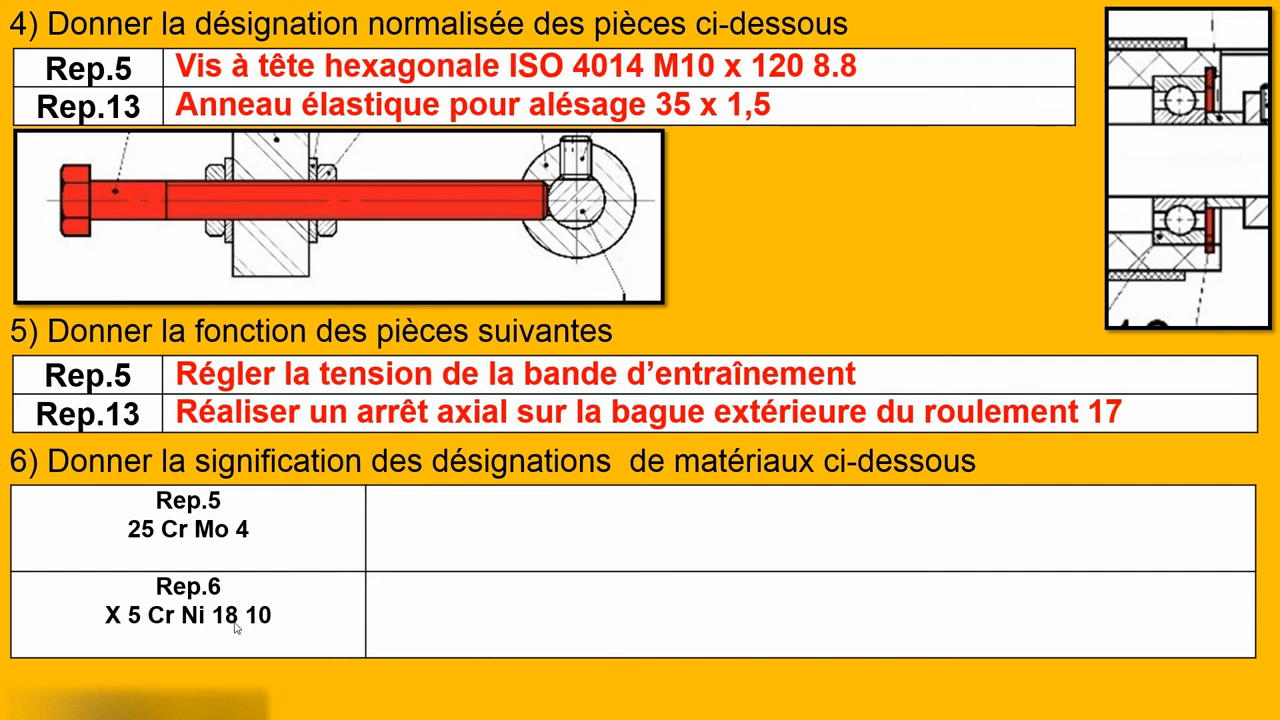 4) Donner la désignation normalisée des pièces ci-dessous
Rep.5 Vis à tête hexagonale ISO 4014 M10 x 120 8.8
Rep.13 Anneau élastique pour alésage 35 x 1,5
5) Donner la fonction des pièces suivantes
Rep.5 Régler la tension de la bande d’entraînement
Rep.13 Réaliser un arrêt axial sur la bague extérieure du roulement 17
6) Donner la signification des désignations de matériaux ci-dessous
Rep.5
25 Cr Mo 4
Rep.6
X 5 Cr Ni 18 10